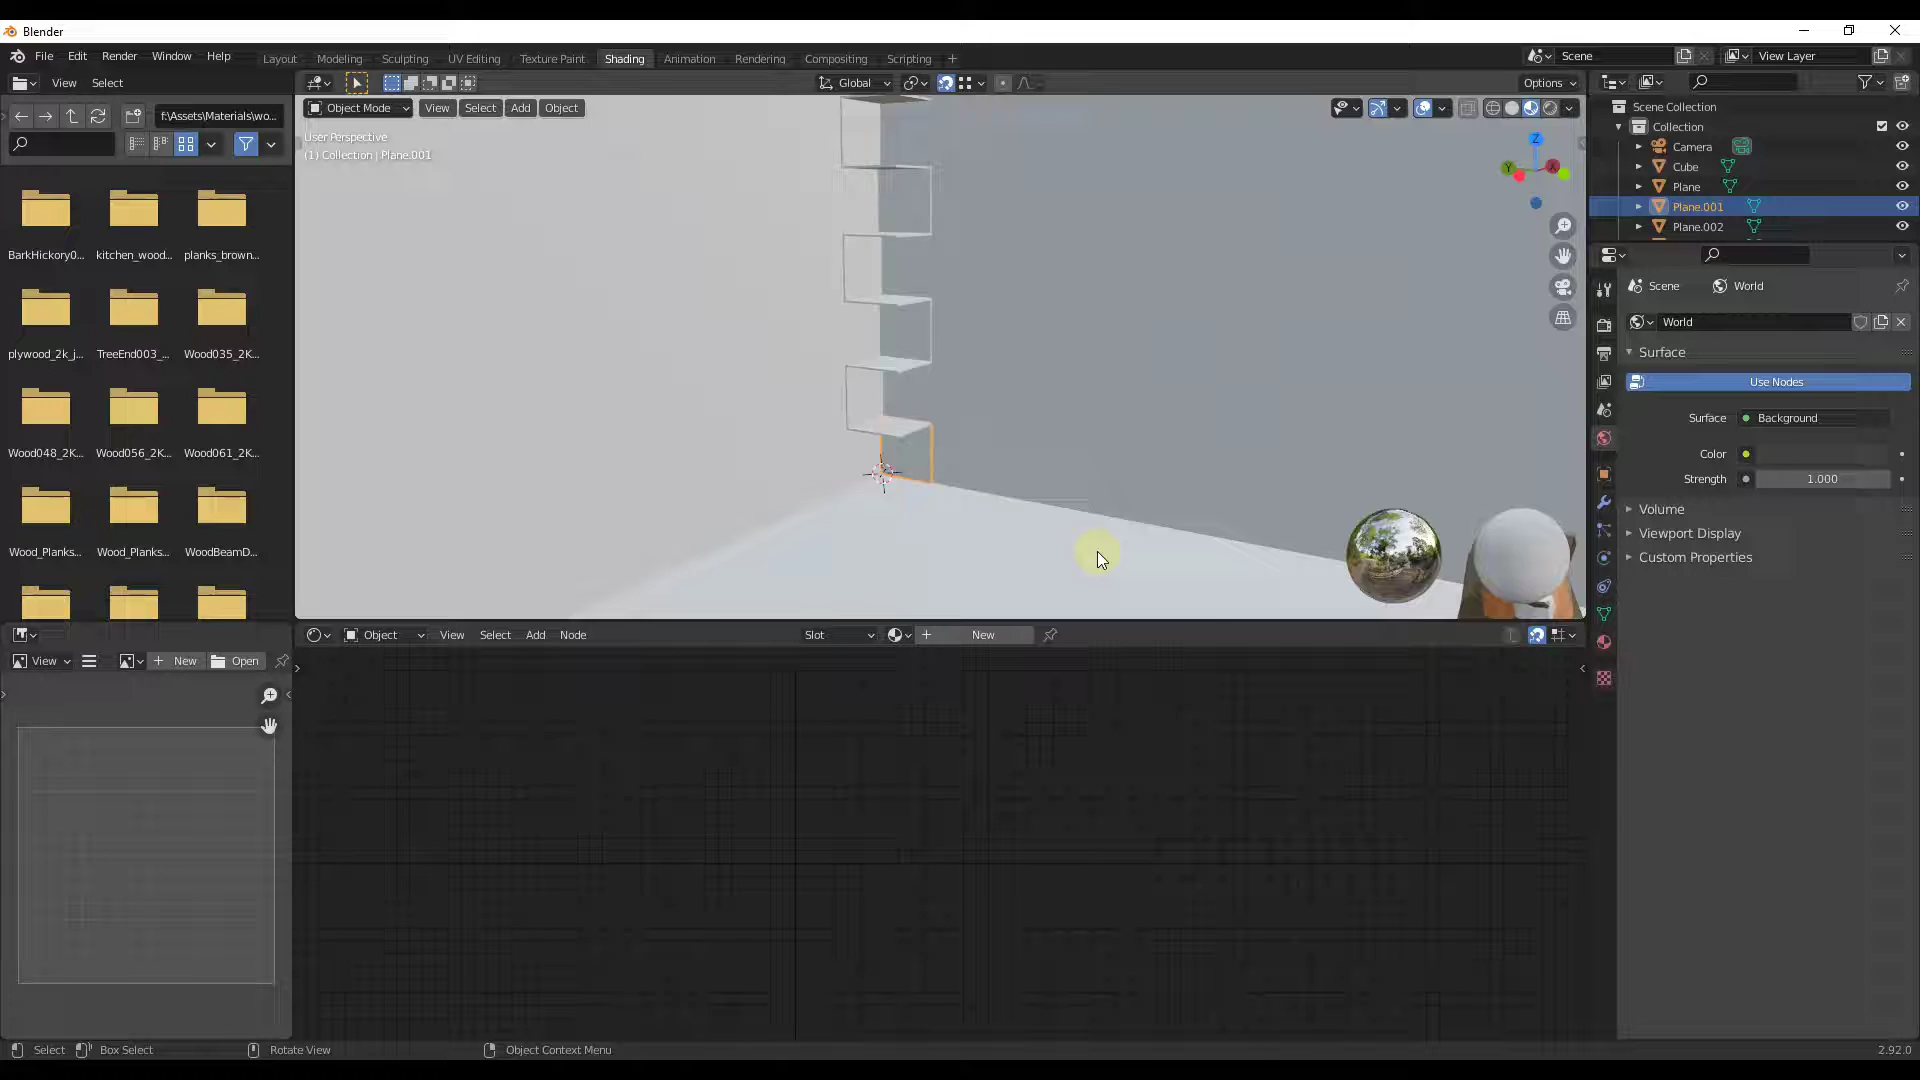 Blender
File Edit Render Window Help
Layout Modeling Sculpting UV Editing Texture Paint Shading Animation Rendering Compositing Scripting
Scene
View Layer
View Select
Global
Options
f:\Assets\Materials\wo...
Object Mode View Select Add Object
User Perspective
(1) Collection | Plane.001
Z
Y
X
BarkHickory0... kitchen_wood... planks_brown...
plywood_2k_j... TreeEnd003_... Wood035_2K...
Wood048_2K... Wood056_2K... Wood061_2K...
Wood_Planks... Wood_Planks... WoodBeamD...
Scene Collection
Collection
Camera
Cube
Plane
Plane.001
Plane.002
Scene World
World
Surface
Use Nodes
Surface Background
Color
Strength 1.000
Volume
Viewport Display
Custom Properties
Object View Select Add Node Slot New
View New Open
Select Box Select Rotate View Object Context Menu
2.92.0